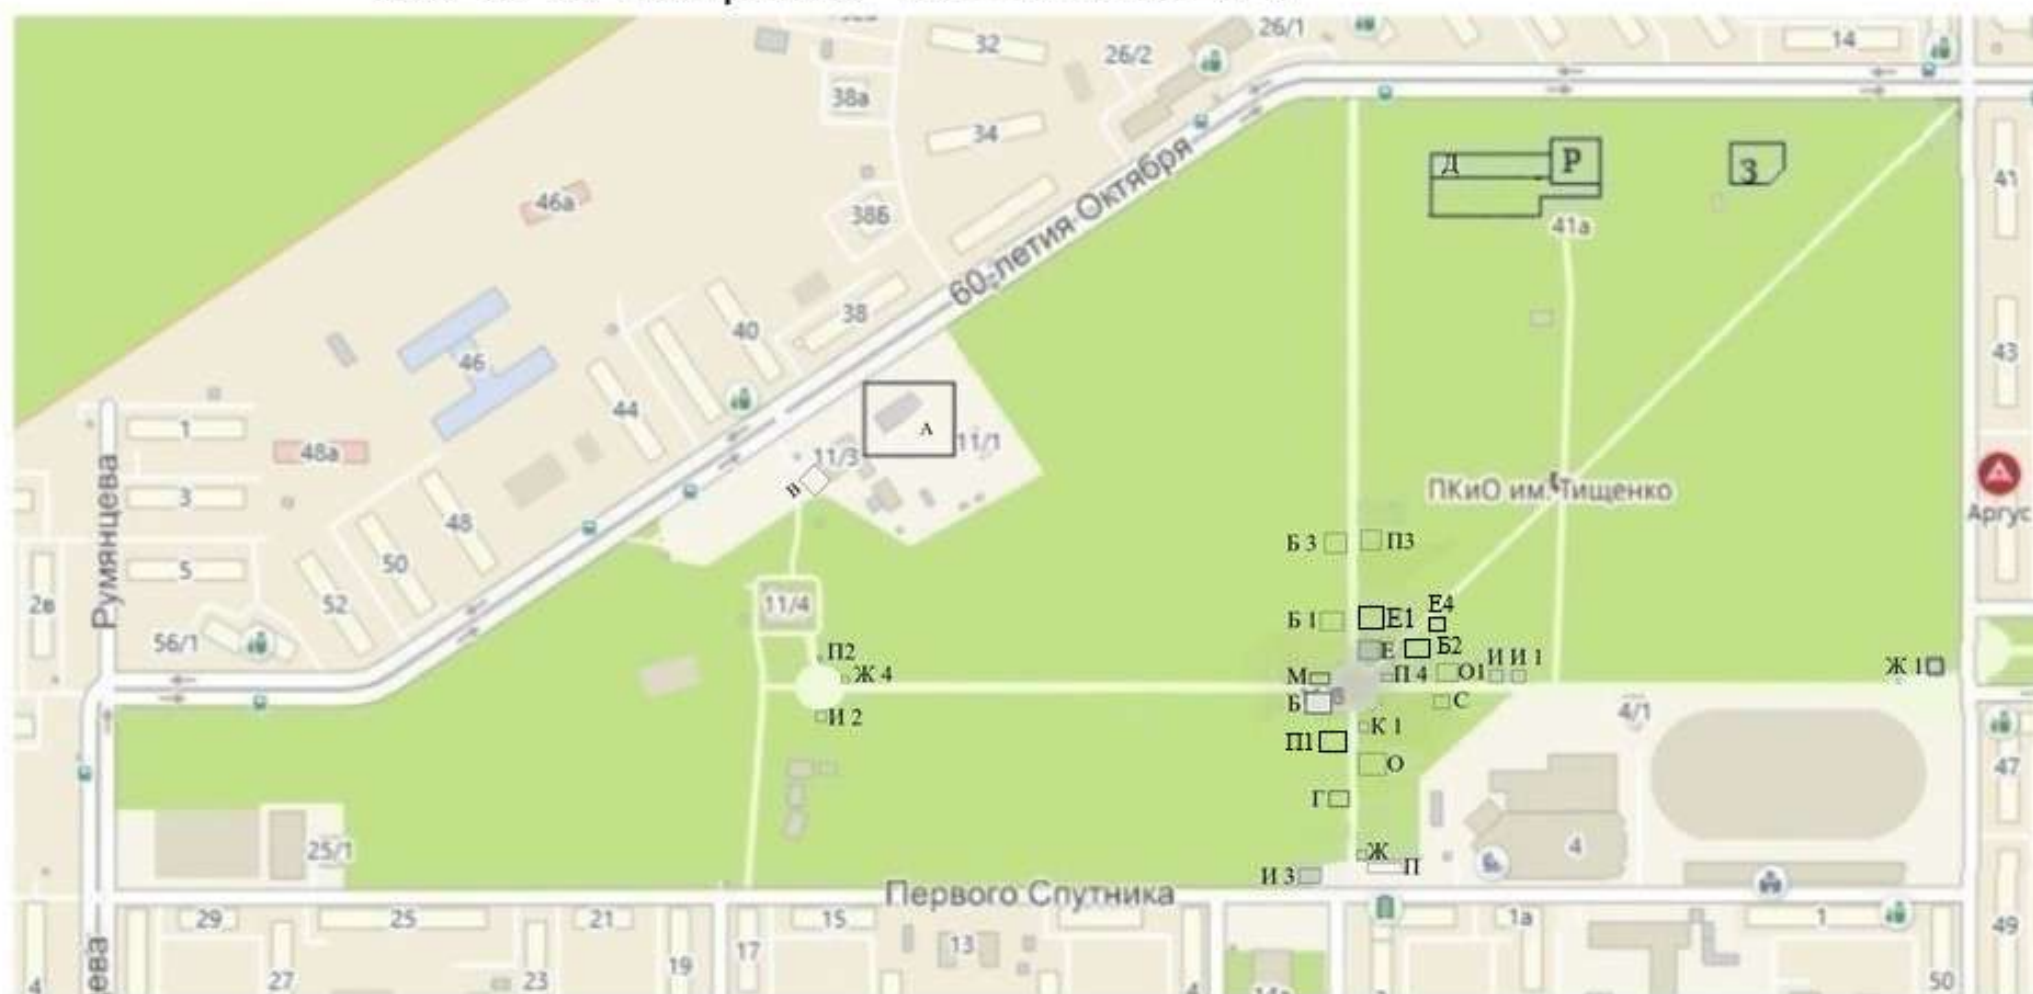 26/1
32
26/2
14
38а
34
41
Д
Р
З
46а
38Б
41а
60-летия Октября
40
38
46
43
44
А
1
11/1
48а
11/3
В
ПКиО им. Тищенко
3
Аргус
48
Румянцева
Б 3
П3
5
50
2в
52
11/4
Е4
Б 1
Е1
56/1
П2
Е
Б2
И И 1
Ж 4
М
П 4
О1
Ж 1
Б
в
С
И 2
К 1
4/1
П1
О
47
Г
25/1
Ж
4
П
И 3
Первого Спутника
29
25
21
15
1а
1
49
17
13
27
23
19
4
4
50